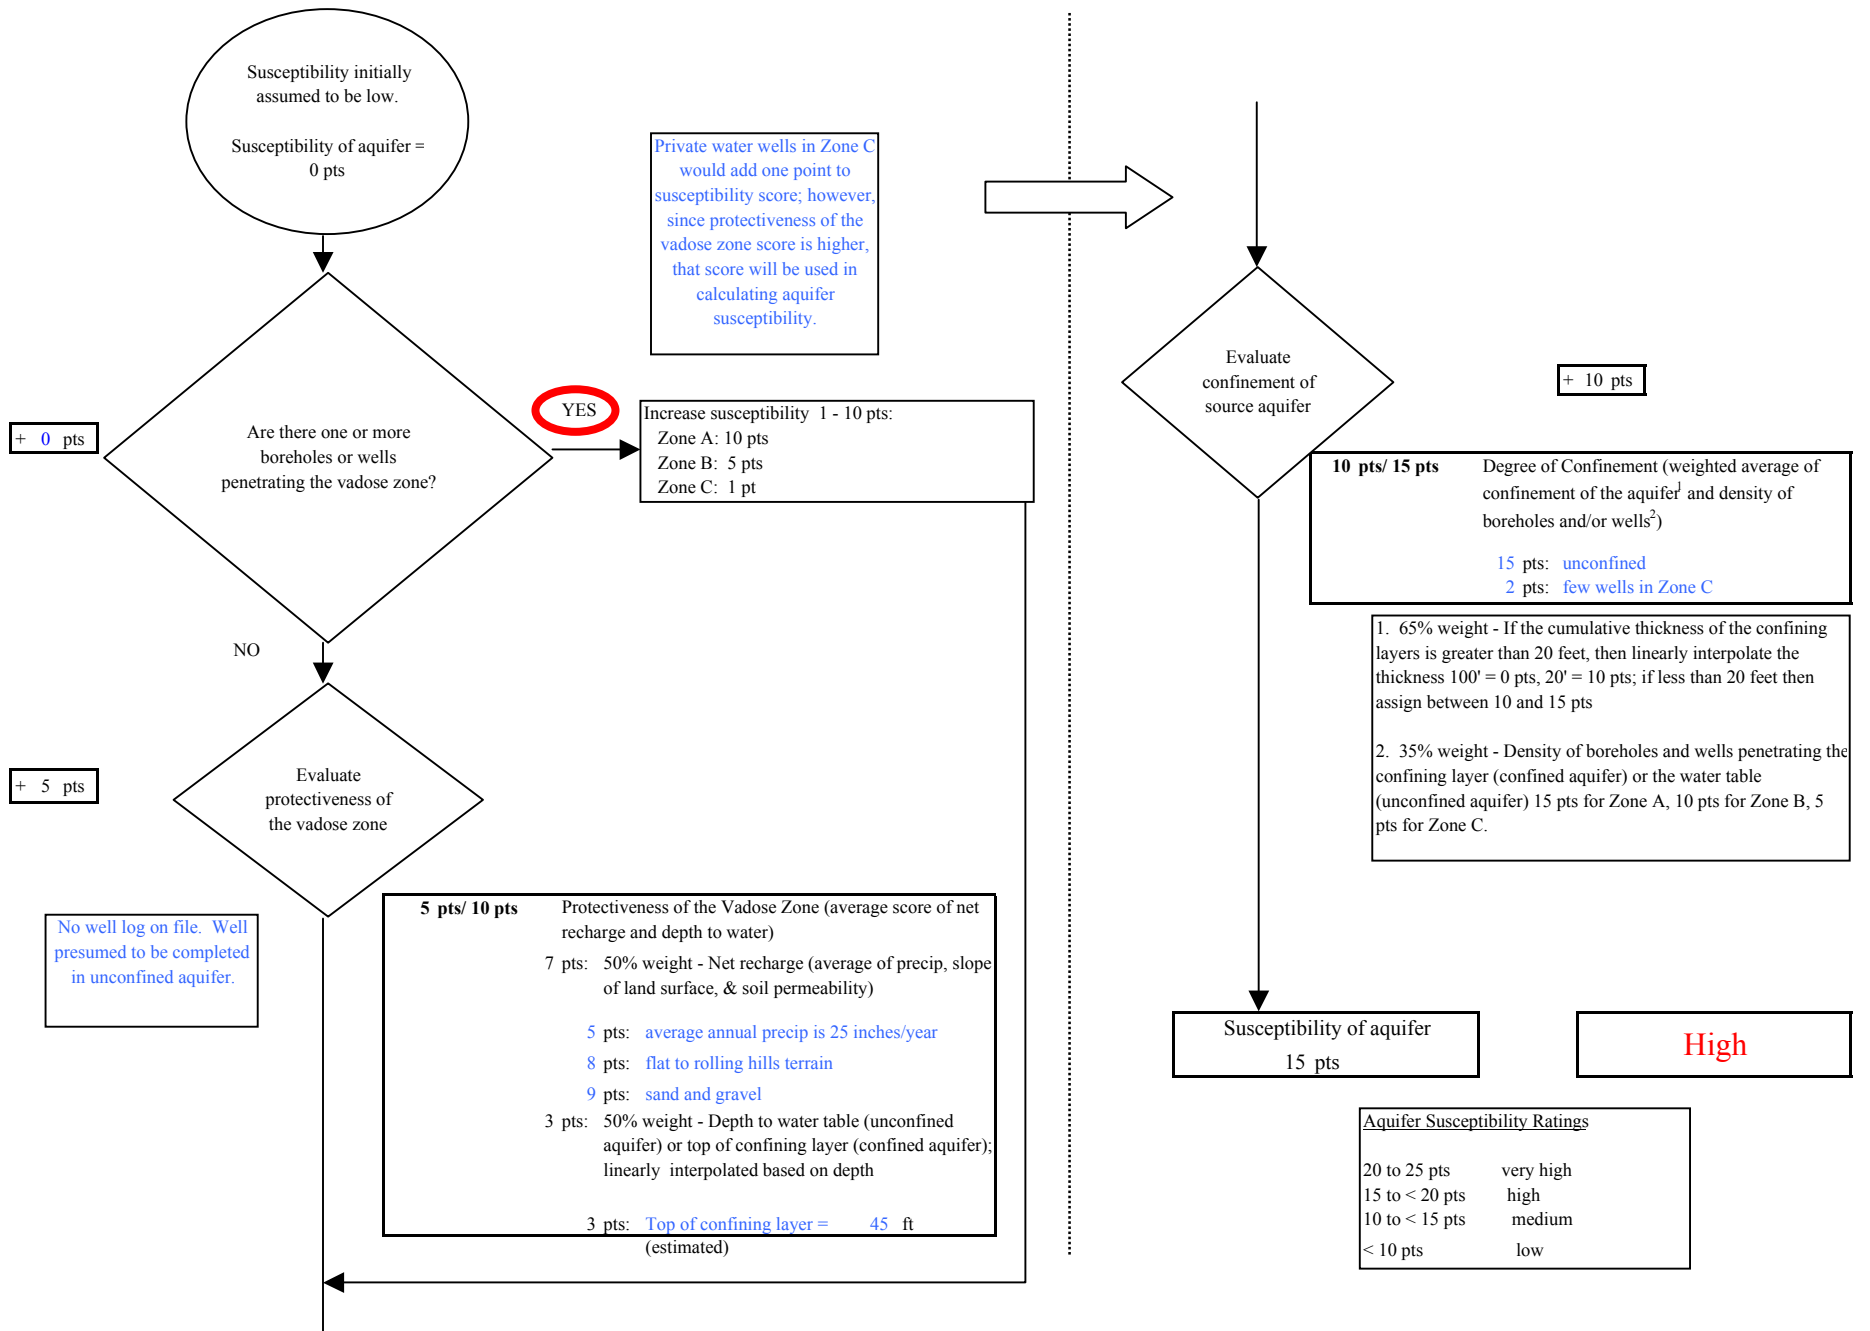 Susceptibility initially
assumed to be low.
Susceptibility of aquifer =
0 pts
Private water wells in Zone C
would add one point to
susceptibility score; however,
since protectiveness of the
vadose zone score is higher,
that score will be used in
calculating aquifer
susceptibility.
+ 0 pts
Are there one or more
boreholes or wells
penetrating the vadose zone?
YES
Increase susceptibility 1 - 10 pts:
Zone A: 10 pts
Zone B: 5 pts
Zone C: 1 pt
NO
+ 5 pts
Evaluate
protectiveness of
the vadose zone
No well log on file. Well
presumed to be completed
in unconfined aquifer.
5 pts/ 10 pts Protectiveness of the Vadose Zone (average score of net
recharge and depth to water)
7 pts: 50% weight - Net recharge (average of precip, slope
of land surface, & soil permeability)
5 pts: average annual precip is 25 inches/year
8 pts: flat to rolling hills terrain
9 pts: sand and gravel
3 pts: 50% weight - Depth to water table (unconfined
aquifer) or top of confining layer (confined aquifer);
linearly interpolated based on depth
3 pts: Top of confining layer = 45 ft
(estimated)
Evaluate
confinement of
source aquifer
+ 10 pts
10 pts/ 15 pts Degree of Confinement (weighted average of
confinement of the aquifer1 and density of
boreholes and/or wells2)
15 pts: unconfined
2 pts: few wells in Zone C
1. 65% weight - If the cumulative thickness of the confining
layers is greater than 20 feet, then linearly interpolate the
thickness 100' = 0 pts, 20' = 10 pts; if less than 20 feet then
assign between 10 and 15 pts
2. 35% weight - Density of boreholes and wells penetrating the
confining layer (confined aquifer) or the water table
(unconfined aquifer) 15 pts for Zone A, 10 pts for Zone B, 5
pts for Zone C.
Susceptibility of aquifer
15 pts
High
Aquifer Susceptibility Ratings
20 to 25 pts very high
15 to < 20 pts high
10 to < 15 pts medium
< 10 pts low